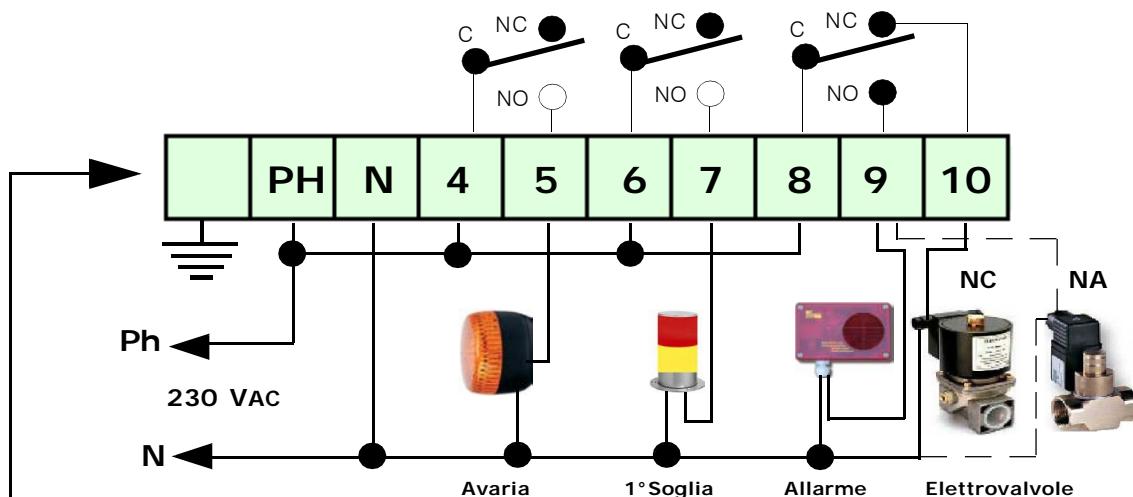 C NC C NC C NC
NO NO NO
PH N 4 5 6 7 8 9 10
NC NA
Ph
230 VAC
N
Avaria 1°Soglia Allarme Elettrovalvole